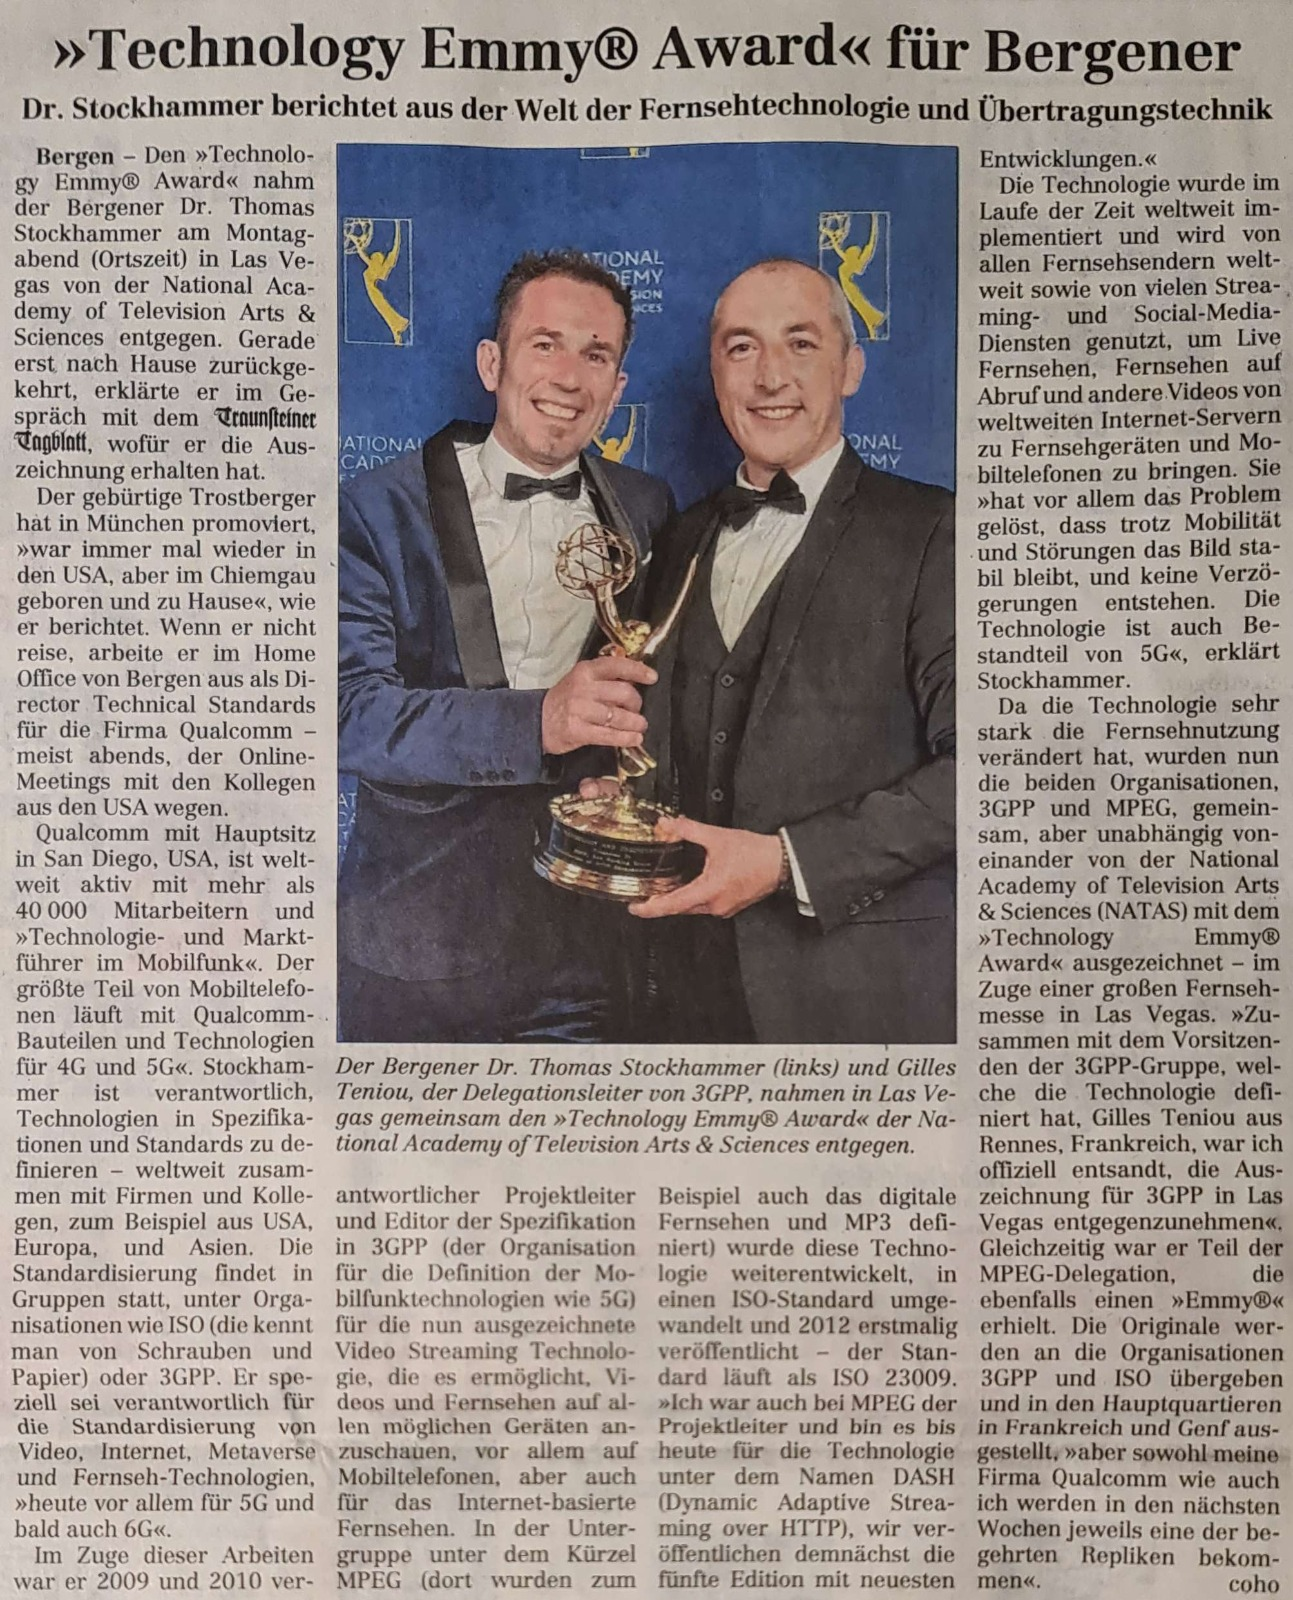 »Technology Emmy® Award« für Bergener
Dr. Stockhammer berichtet aus der Welt der Fernsehtechnologie und Übertragungstechnik
Bergen – Den »Technolo-
gy Emmy® Award« nahm
der Bergener Dr. Thomas
Stockhammer am Montag-
abend (Ortszeit) in Las Ve-
gas von der National Aca-
demy of Television Arts &
Sciences entgegen. Gerade
erst nach Hause zurückge-
kehrt, erklärte er im Ge-
spräch mit dem Traunsteiner
Tagblatt, wofür er die Aus-
zeichnung erhalten hat.
Der gebürtige Trostberger
hat in München promoviert,
»war immer mal wieder in
den USA, aber im Chiemgau
geboren und zu Hause«, wie
er berichtet. Wenn er nicht
reise, arbeite er im Home
Office von Bergen aus als Di-
rector Technical Standards
für die Firma Qualcomm –
meist abends, der Online-
Meetings mit den Kollegen
aus den USA wegen.
Qualcomm mit Hauptsitz
in San Diego, USA, ist welt-
weit aktiv mit mehr als
40 000 Mitarbeitern und
»Technologie- und Markt-
führer im Mobilfunk«. Der
größte Teil von Mobiltelefo-
nen läuft mit Qualcomm-
Bauteilen und Technologien
für 4G und 5G«. Stockham-
mer ist verantwortlich,
Technologien in Spezifika-
tionen und Standards zu de-
finieren – weltweit zusam-
men mit Firmen und Kolle-
gen, zum Beispiel aus USA,
Europa, und Asien. Die
Standardisierung findet in
Gruppen statt, unter Orga-
nisationen wie ISO (die kennt
man von Schrauben und
Papier) oder 3GPP. Er spe-
ziell sei verantwortlich für
die Standardisierung von
Video, Internet, Metaverse
und Fernseh-Technologien,
»heute vor allem für 5G und
bald auch 6G«.
Im Zuge dieser Arbeiten
war er 2009 und 2010 ver-
NATIONAL
ACADEMY
Der Bergener Dr. Thomas Stockhammer (links) und Gilles
Teniou, der Delegationsleiter von 3GPP, nahmen in Las Ve-
gas gemeinsam den »Technology Emmy® Award« der Na-
tional Academy of Television Arts & Sciences entgegen.
antwortlicher Projektleiter
und Editor der Spezifikation
in 3GPP (der Organisation
für die Definition der Mo-
bilfunktechnologien wie 5G)
für die nun ausgezeichnete
Video Streaming Technolo-
gie, die es ermöglicht, Vi-
deos und Fernsehen auf al-
len möglichen Geräten an-
zuschauen, vor allem auf
Mobiltelefonen, aber auch
für das Internet-basierte
Fernsehen. In der Unter-
gruppe unter dem Kürzel
MPEG (dort wurden zum
Beispiel auch das digitale
Fernsehen und MP3 defi-
niert) wurde diese Techno-
logie weiterentwickelt, in
einen ISO-Standard umge-
wandelt und 2012 erstmalig
veröffentlicht – der Stan-
dard läuft als ISO 23009.
»Ich war auch bei MPEG der
Projektleiter und bin es bis
heute für die Technologie
unter dem Namen DASH
(Dynamic Adaptive Strea-
ming over HTTP), wir ver-
öffentlichen demnächst die
fünfte Edition mit neuesten
Entwicklungen.«
Die Technologie wurde im
Laufe der Zeit weltweit im-
plementiert und wird von
allen Fernsehsendern welt-
weit sowie von vielen Strea-
ming- und Social-Media-
Diensten genutzt, um Live
Fernsehen, Fernsehen auf
Abruf und andere Videos von
weltweiten Internet-Servern
zu Fernsehgeräten und Mo-
biltelefonen zu bringen. Sie
»hat vor allem das Problem
gelöst, dass trotz Mobilität
und Störungen das Bild sta-
bil bleibt, und keine Verzö-
gerungen entstehen. Die
Technologie ist auch Be-
standteil von 5G«, erklärt
Stockhammer.
Da die Technologie sehr
stark die Fernsehnutzung
verändert hat, wurden nun
die beiden Organisationen,
3GPP und MPEG, gemein-
sam, aber unabhängig von-
einander von der National
Academy of Television Arts
& Sciences (NATAS) mit dem
»Technology Emmy®
Award« ausgezeichnet – im
Zuge einer großen Fernseh-
messe in Las Vegas. »Zu-
sammen mit dem Vorsitzen-
den der 3GPP-Gruppe, wel-
che die Technologie defi-
niert hat, Gilles Teniou aus
Rennes, Frankreich, war ich
offiziell entsandt, die Aus-
zeichnung für 3GPP in Las
Vegas entgegenzunehmen«.
Gleichzeitig war er Teil der
MPEG-Delegation, die
ebenfalls einen »Emmy®«
erhielt. Die Originale wer-
den an die Organisationen
3GPP und ISO übergeben
und in den Hauptquartieren
in Frankreich und Genf aus-
gestellt, »aber sowohl meine
Firma Qualcomm wie auch
ich werden in den nächsten
Wochen jeweils eine der be-
gehrten Repliken bekom-
men«. coho